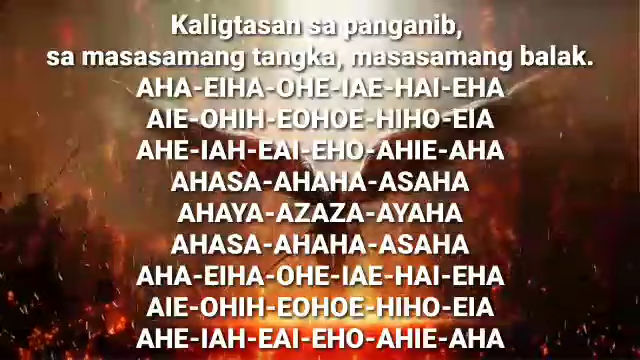 Kaligtasan sa panganib,
sa masasamang tangka, masasamang balak.
AHA-EIHA-OHE-IAE-HAI-EHA
AIE-OHIH-EOHOE-HIHO-EIA
AHE-IAH-EAI-EHO-AHIE-AHA
AHASA-AHAHA-ASAHA
AHAYA-AZAZA-AYAHA
AHASA-AHAHA-ASAHA
AHA-EIHA-OHE-IAE-HAI-EHA
AIE-OHIH-EOHOE-HIHO-EIA
AHE-IAH-EAI-EHO-AHIE-AHA